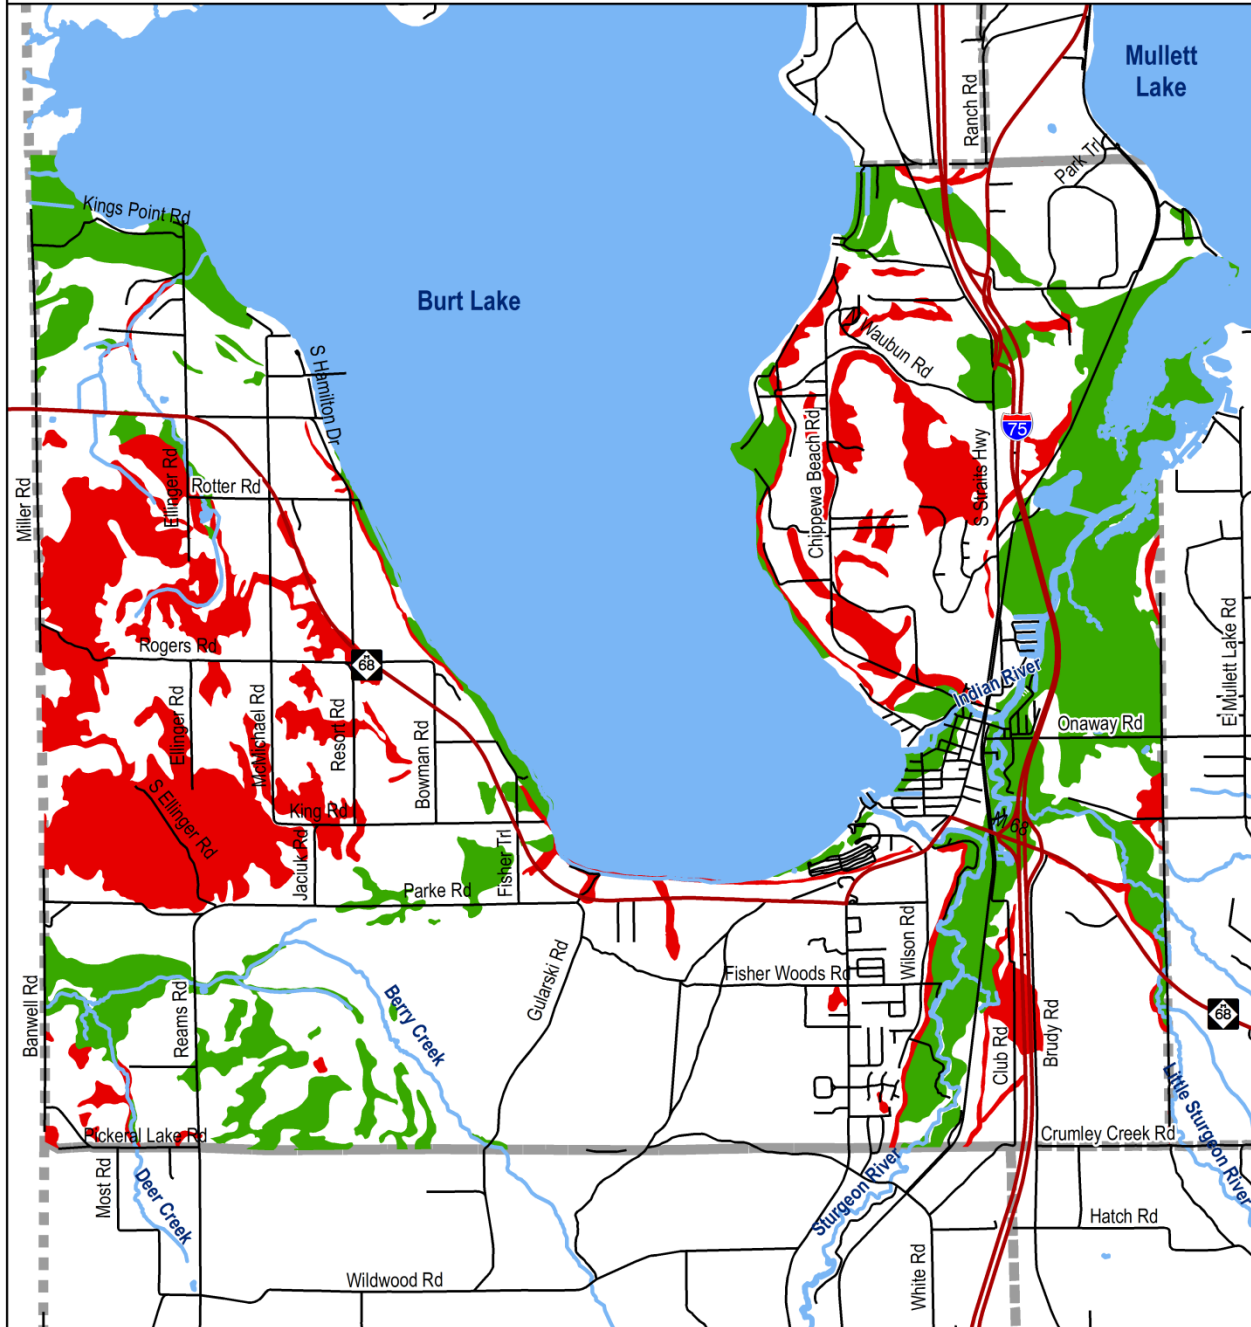 Mullett
Lake
Ranch Rd
Park Trl
Kings Point Rd
Burt Lake
N Waubun Rd
S Hamilton Dr
Chippewa Beach Rd
75
S Straits Hwy
Miller Rd
Ellinger Rd
Rotter Rd
E Mullett Lake Rd
Rogers Rd
M
68
Indian River
Ellinger Rd
McMichael Rd
Resort Rd
Bowman Rd
Onaway Rd
S Ellinger Rd
King Rd
M 68
Jaciuk Rd
Fisher Trl
Parke Rd
Wilson Rd
Gularski Rd
Fisher Woods Rd
Banwell Rd
Reams Rd
Berry Creek
Club Rd
Brudy Rd
M
68
Little Sturgeon River
Pickeral Lake Rd
Crumley Creek Rd
Most Rd
Deer Creek
Sturgeon River
Hatch Rd
White Rd
Wildwood Rd